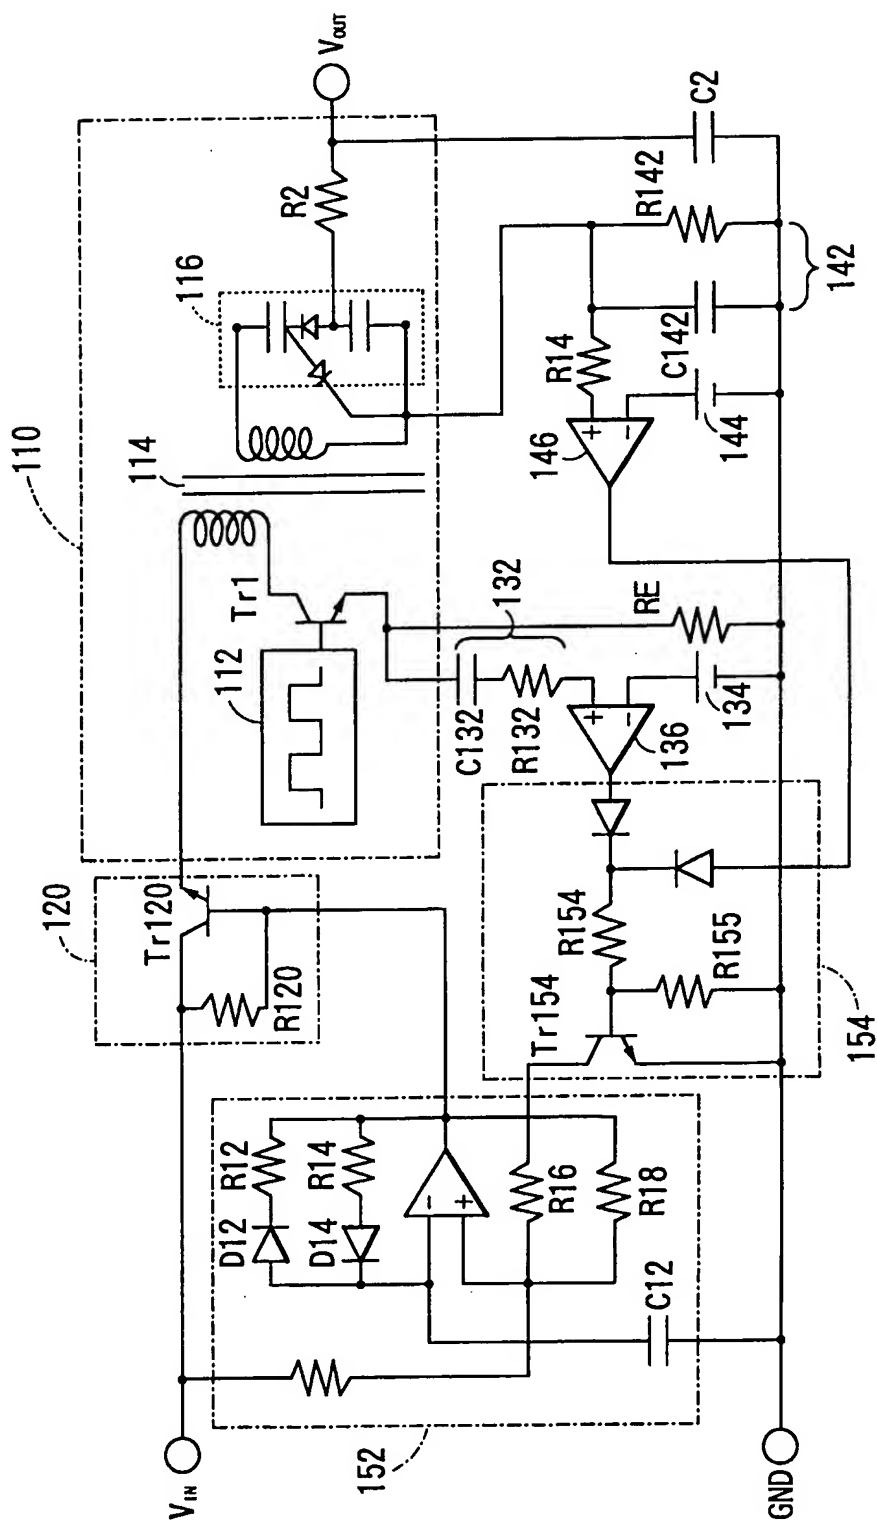 110
V_OUT
116
R2
114
Tr1
112
120
Tr120
R120
132
C132
R132
RE
+
−
136
134
R14
+
−
146
144
C142
R142
C2
142
D12
R12
D14
R14
−
+
R16
R18
C12
152
Tr154
R154
R155
154
V_IN
GND